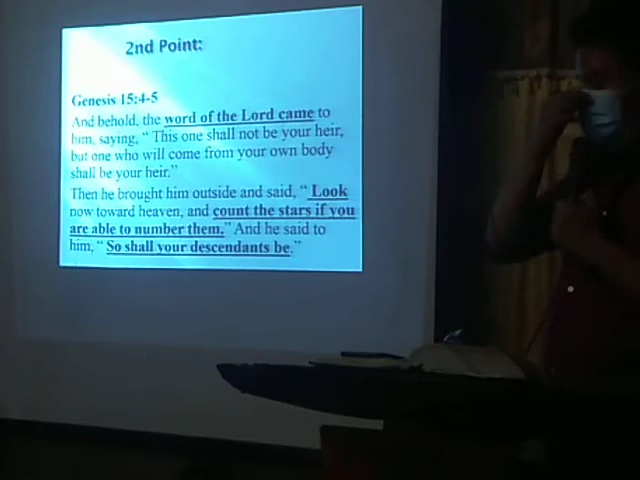 2nd Point:
Genesis 15:4-5
And behold, the word of the Lord came to
him, saying, “ This one shall not be your heir,
but one who will come from your own body
shall be your heir.”
Then he brought him outside and said, “ Look
now toward heaven, and count the stars if you
are able to number them.” And he said to
him, “ So shall your descendants be.”